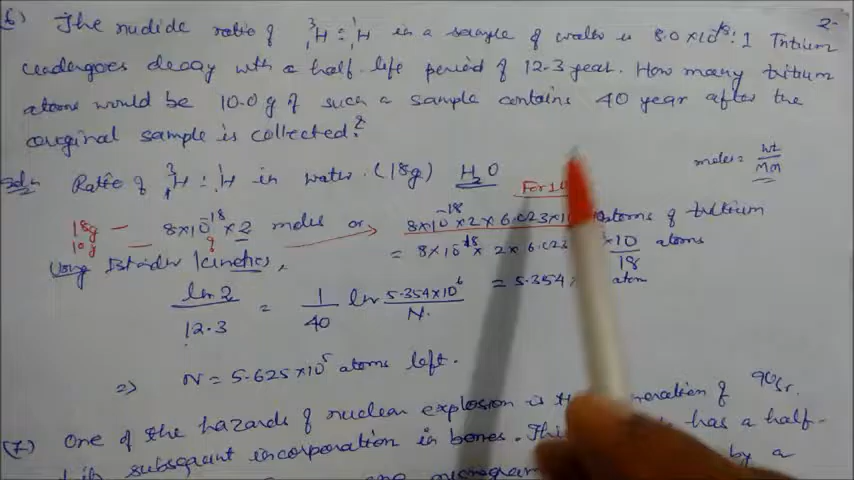 (6) The nuclide ratio of ³₁H : ¹₁H in a sample of water is 8.0×10⁻¹⁸ : 1 Tritium
undergoes decay with a half-life period of 12.3 year. How many tritium
atoms would be 10.0g of such a sample contains 40 year after the
original sample is collected?
2-
Soln Ratio of ³₁H : ¹₁H in water. (18g) H₂O
moles = wt/Mm
For 10
18g — 8×10⁻¹⁸×2 moles or, 8×10⁻¹⁸×2×6.023×10 atoms of tritium
10g — = 8×10⁻¹⁸× 2×6.023 ×10/18 atoms
Using Ist order kinetics,
= 5.354× atom
ln2/12.3 = 1/40 ln 5.354×10⁶/N.
=> N = 5.625×10⁵ atoms left.
(7) One of the hazards of nuclear explosion is the generation of 90Sr.
subsquant incorporation in bones. This has a half-
microgram by a